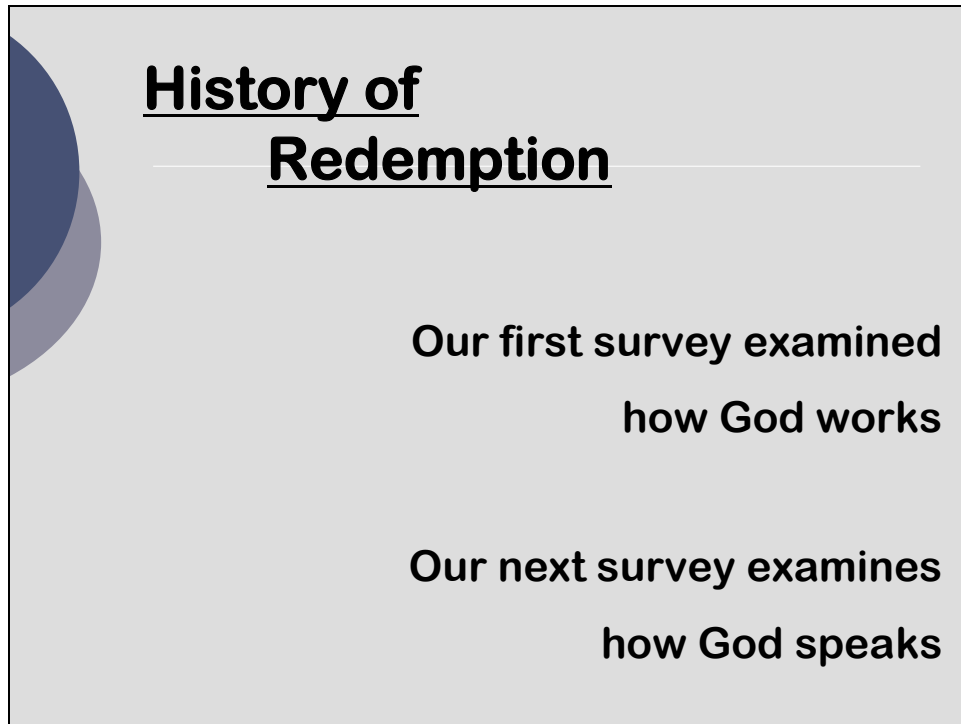 History of
Redemption
Our first survey examined
how God works
Our next survey examines
how God speaks